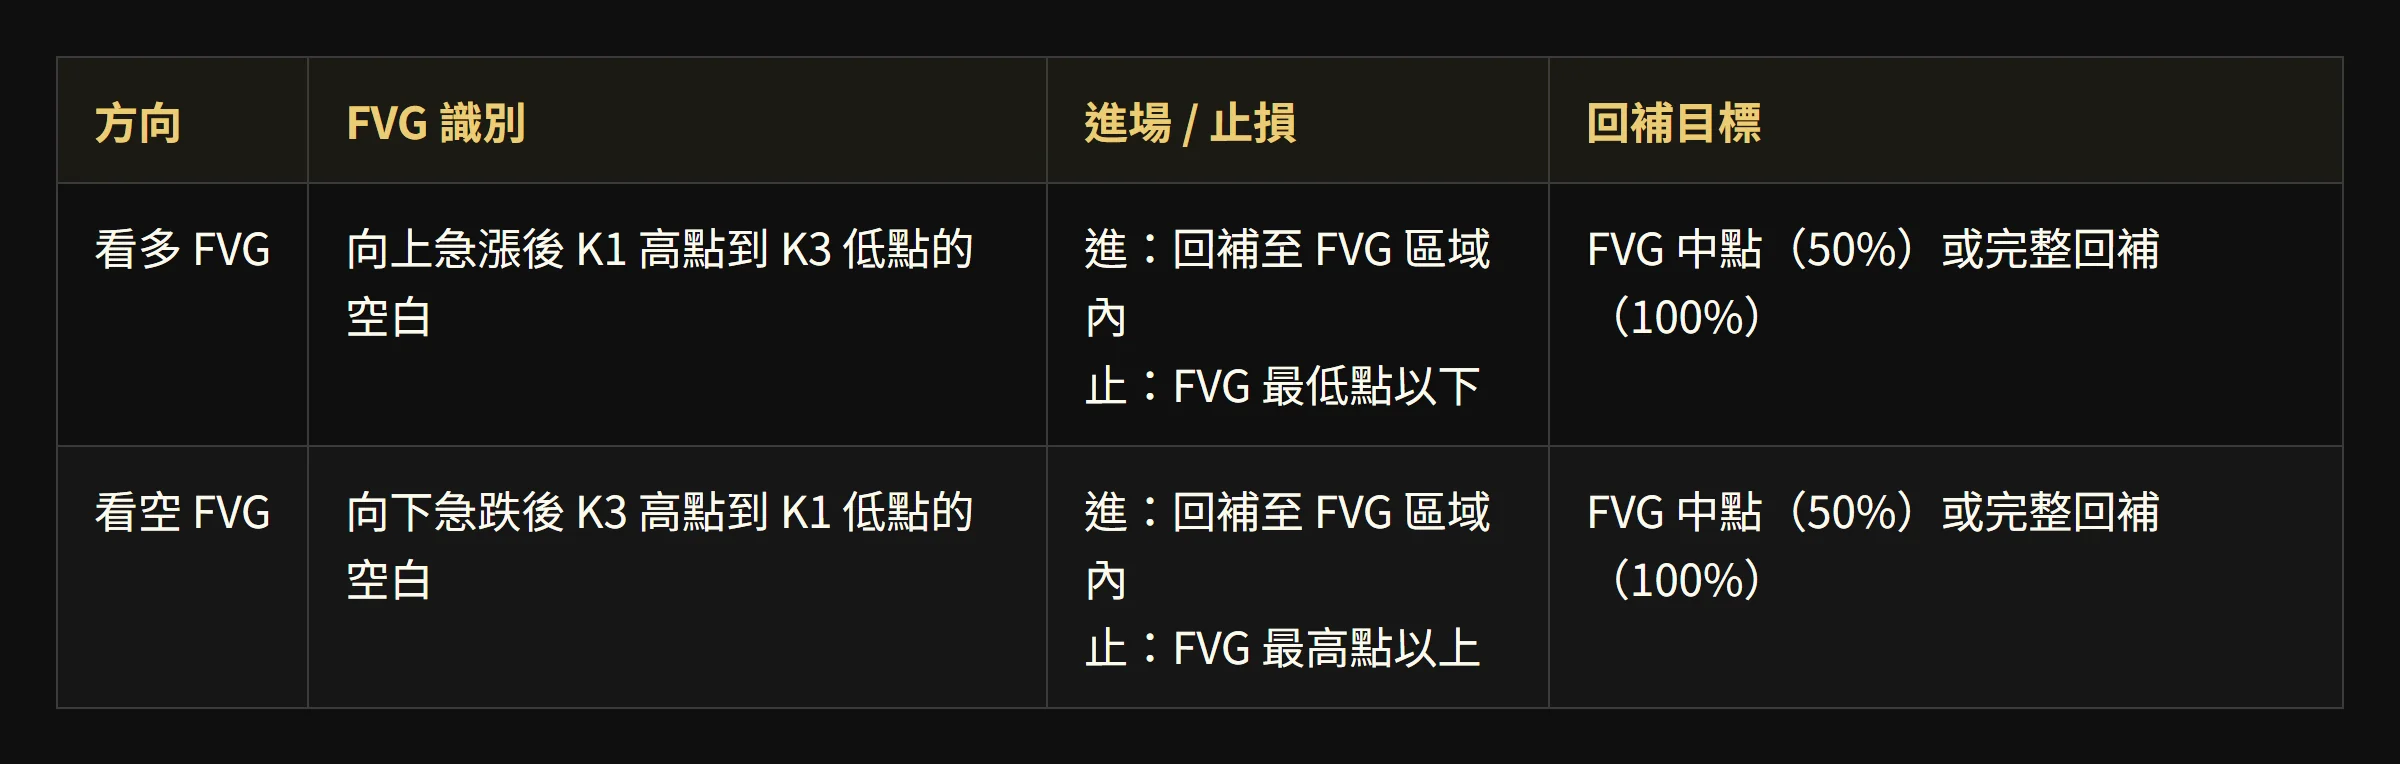 方向
FVG 識別
進場 / 止損
回補目標
看多 FVG
向上急漲後 K1 高點到 K3 低點的
空白
進：回補至 FVG 區域
內
止：FVG 最低點以下
FVG 中點（50%）或完整回補
（100%）
看空 FVG
向下急跌後 K3 高點到 K1 低點的
空白
進：回補至 FVG 區域
內
止：FVG 最高點以上
FVG 中點（50%）或完整回補
（100%）